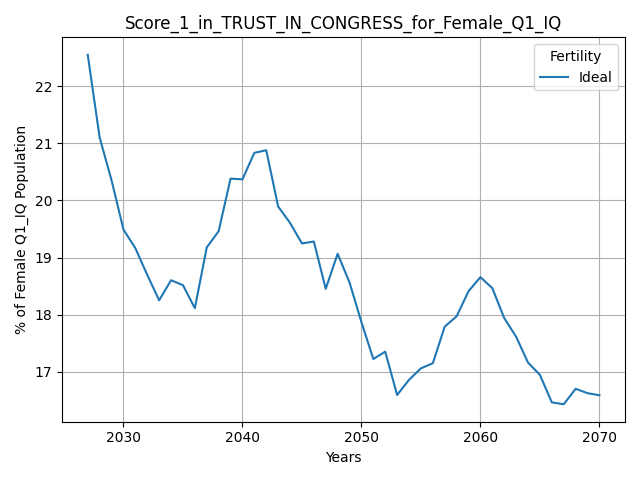 Score_1_in_TRUST_IN_CONGRESS_for_Female_Q1_IQ
Fertility
Ideal
% of Female Q1_IQ Population
22
21
20
19
18
17
2030 2040 2050 2060 2070
Years